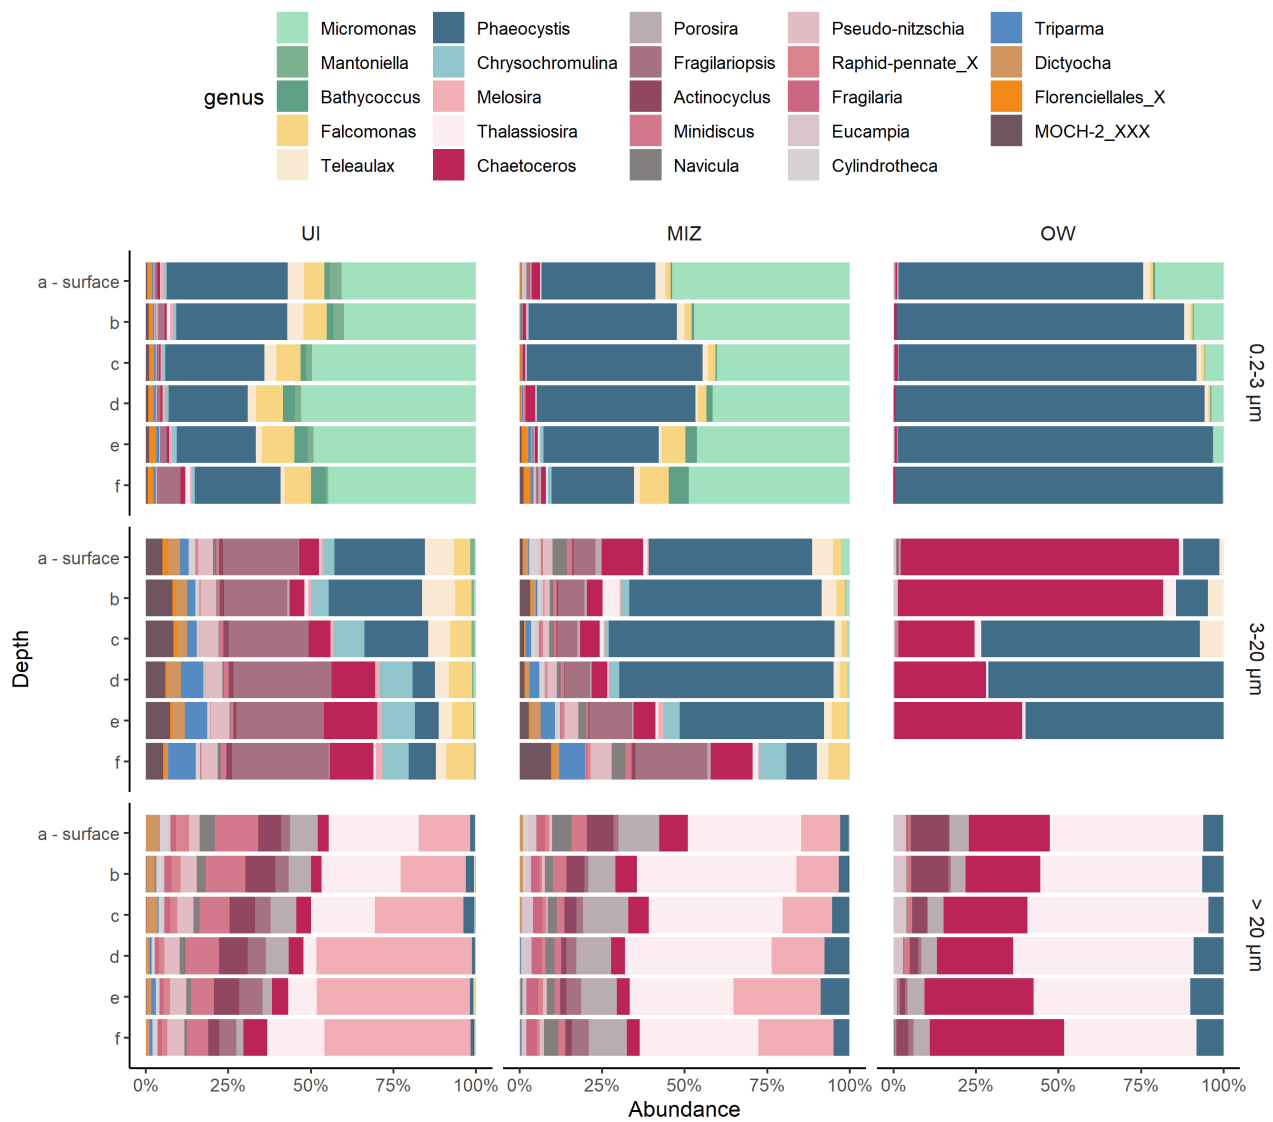 genus
Micromonas
Mantoniella
Bathycoccus
Falcomonas
Teleaulax
Phaeocystis
Chrysochromulina
Melosira
Thalassiosira
Chaetoceros
Porosira
Fragilariopsis
Actinocyclus
Minidiscus
Navicula
Pseudo-nitzschia
Raphid-pennate_X
Fragilaria
Eucampia
Cylindrotheca
Triparma
Dictyocha
Florenciellales_X
MOCH-2_XXX
UI
MIZ
OW
Depth
a - surface
b
c
d
e
f
0.2-3 µm
a - surface
b
c
d
e
f
3-20 µm
a - surface
b
c
d
e
f
> 20 µm
0% 25% 50% 75% 100%
0% 25% 50% 75% 100%
0% 25% 50% 75% 100%
Abundance